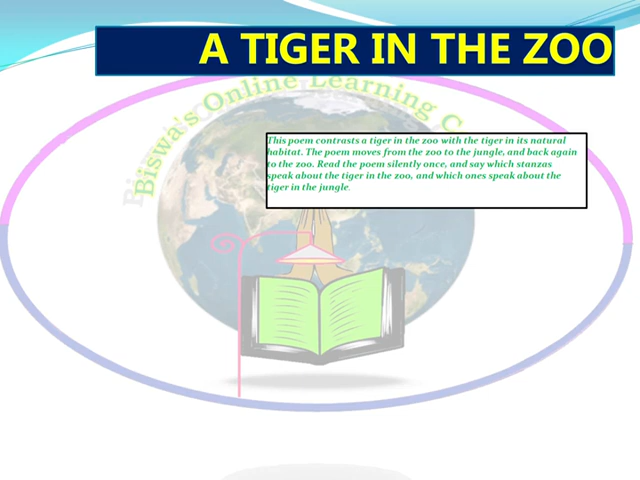 A TIGER IN THE ZOO
Biswa's Online Learning C
This poem contrasts a tiger in the zoo with the tiger in its natural
habitat. The poem moves from the zoo to the jungle, and back again
to the zoo. Read the poem silently once, and say which stanzas
speak about the tiger in the zoo, and which ones speak about the
tiger in the jungle.